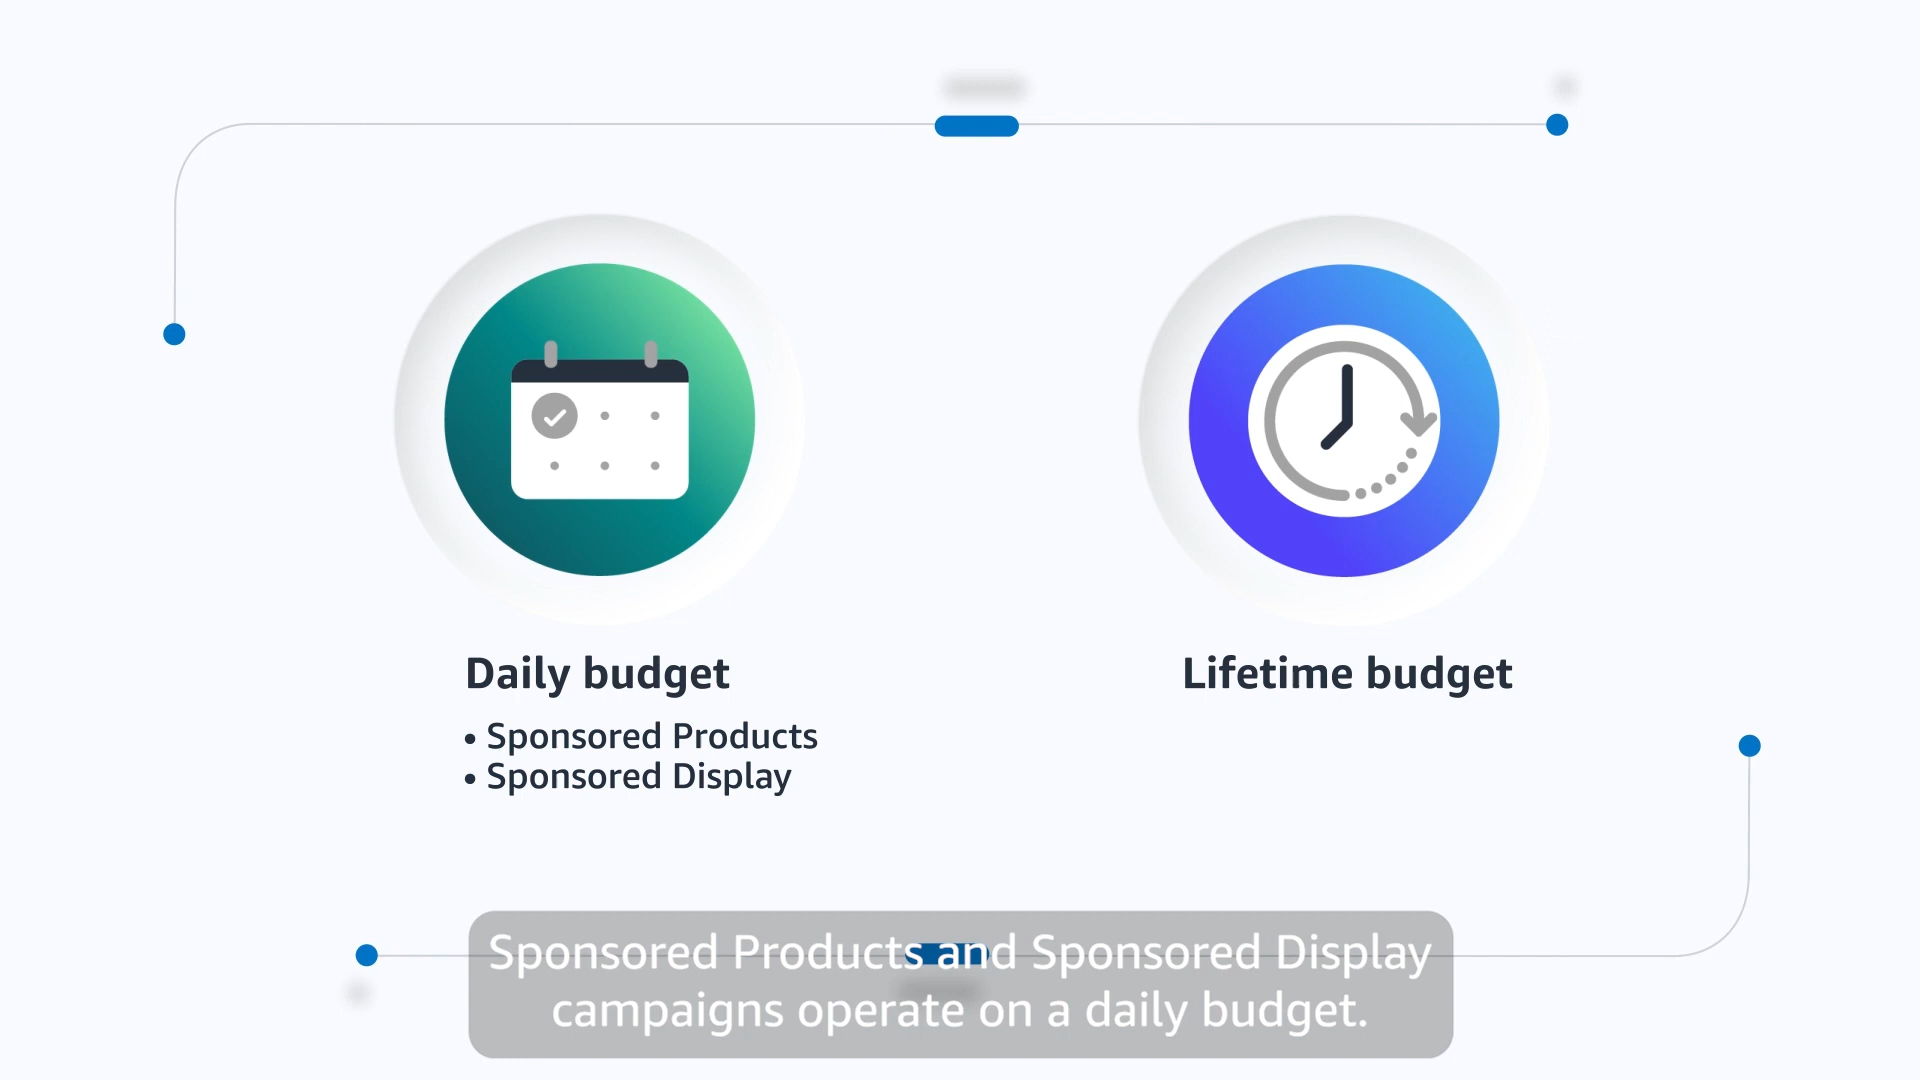 Daily budget
• Sponsored Products
• Sponsored Display
Lifetime budget
Sponsored Products and Sponsored Display
campaigns operate on a daily budget.